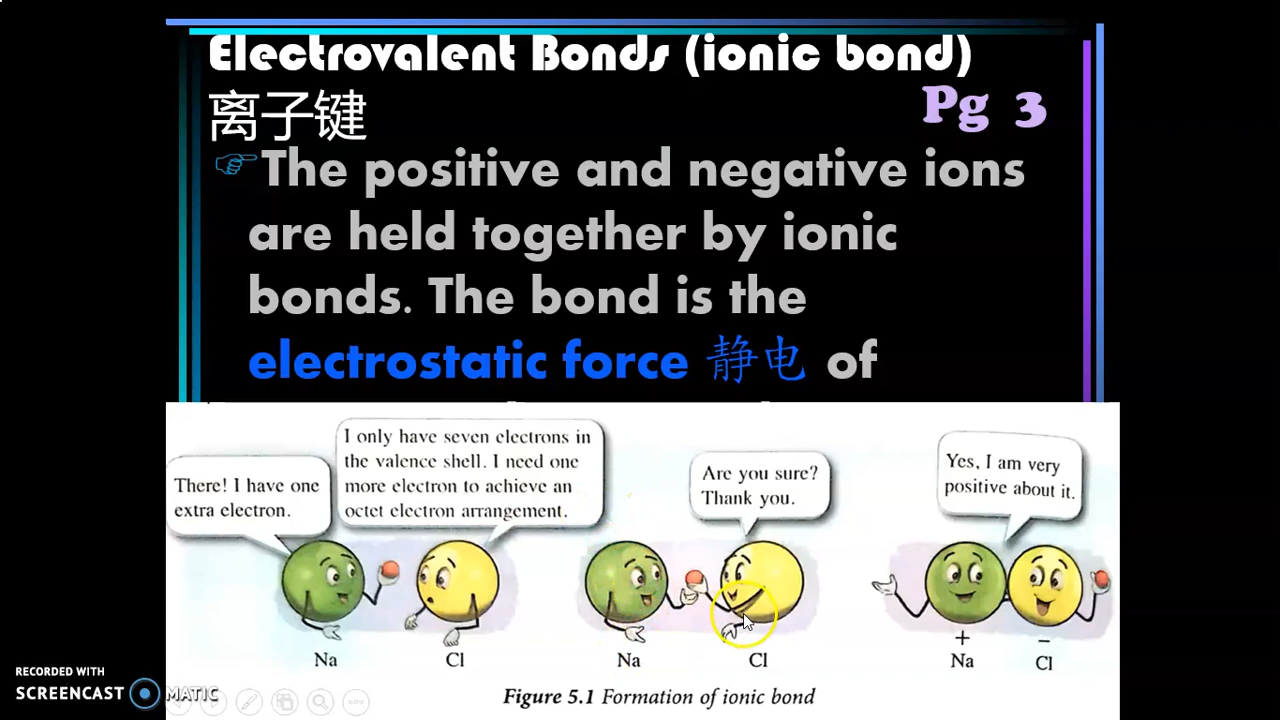 Electrovalent Bonds (ionic bond)
离子键
Pg 3
☞The positive and negative ions
are held together by ionic
bonds. The bond is the
electrostatic force 静电 of
There! I have one
extra electron.
I only have seven electrons in
the valence shell. I need one
more electron to achieve an
octet electron arrangement.
Are you sure?
Thank you.
Yes, I am very
positive about it.
Na
Cl
Na
Cl
+
Na
–
Cl
Figure 5.1 Formation of ionic bond
RECORDED WITH
SCREENCAST MATIC